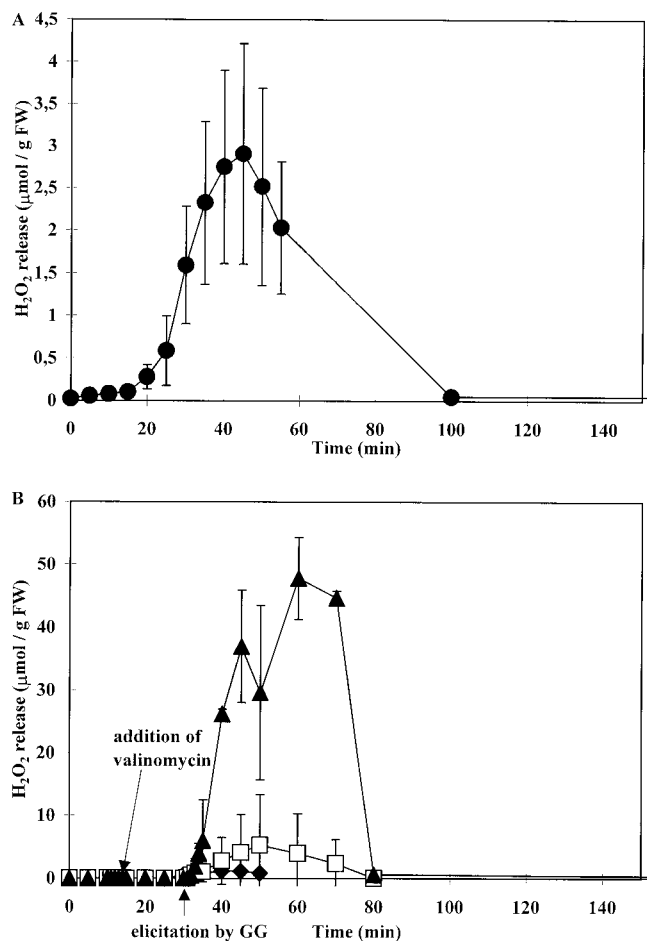 A
4,5
4
3,5
3
2,5
2
1,5
1
0,5
0
H₂O₂ release (μmol / g FW)
0 20 40 60 80 100 120 140
Time (min)
B
60
50
40
30
20
10
0
H₂O₂ release (μmol / g FW)
addition of
valinomycin
0 20 40 60 80 100 120 140
elicitation by GG Time (min)